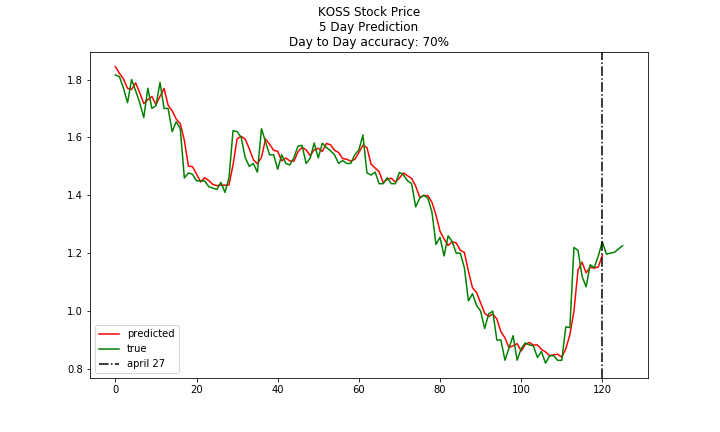 KOSS Stock Price
5 Day Prediction
Day to Day accuracy: 70%
1.8
1.6
1.4
1.2
1.0
0.8
predicted
true
april 27
0 20 40 60 80 100 120